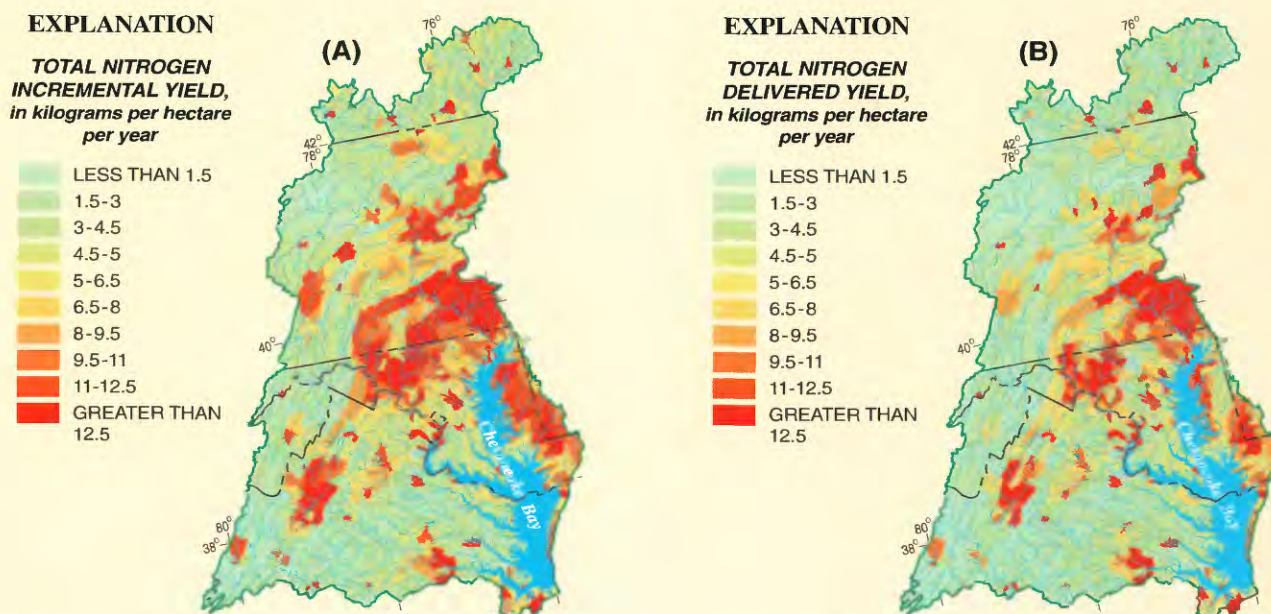 EXPLANATION
TOTAL NITROGEN
INCREMENTAL YIELD,
in kilograms per hectare
per year
LESS THAN 1.5
1.5-3
3-4.5
4.5-5
5-6.5
6.5-8
8-9.5
9.5-11
11-12.5
GREATER THAN
12.5
(A)
76°
42°
78°
40°
80°
38°
Chesapeake
Bay
EXPLANATION
TOTAL NITROGEN
DELIVERED YIELD,
in kilograms per hectare
per year
LESS THAN 1.5
1.5-3
3-4.5
4.5-5
5-6.5
6.5-8
8-9.5
9.5-11
11-12.5
GREATER THAN
12.5
(B)
76°
42°
78°
40°
80°
38°
Chesapeake
Bay